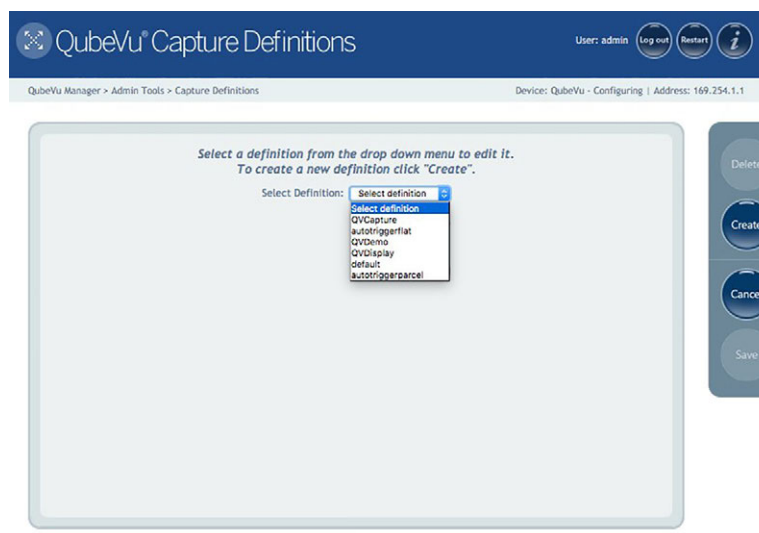 QubeVu® Capture Definitions
User: admin
Log out
Restart
i
QubeVu Manager > Admin Tools > Capture Definitions
Device: QubeVu - Configuring | Address: 169.254.1.1
Select a definition from the drop down menu to edit it.
To create a new definition click "Create".
Select Definition: Select definition
Select definition
QVCapture
autotriggerflat
QVDemo
QVDisplay
default
autotriggerparcel
Delete
Create
Cance
Save